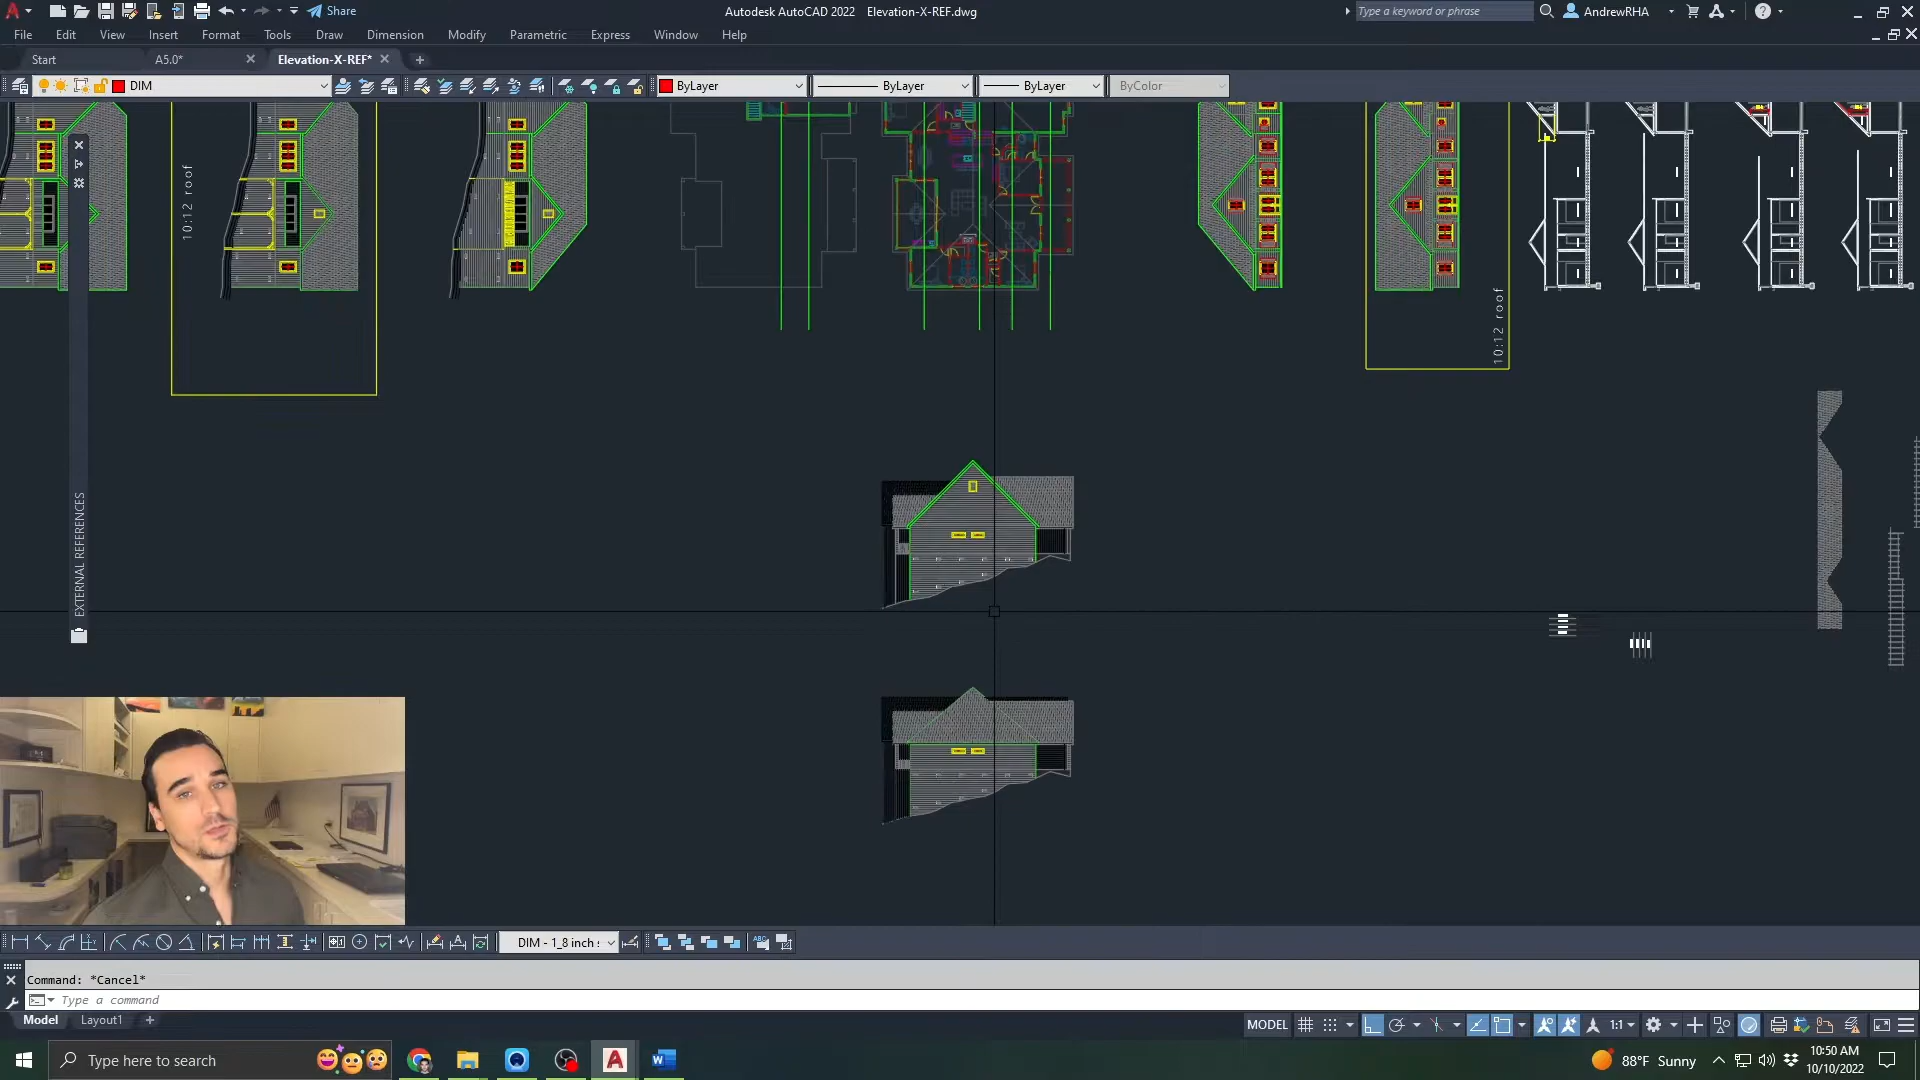 Share
Autodesk AutoCAD 2022 Elevation-X-REF.dwg
Type a keyword or phrase
AndrewRHA
File Edit View Insert Format Tools Draw Dimension Modify Parametric Express Window Help
Start
A5.0*
Elevation-X-REF*
DIM
ByLayer
ByLayer
ByLayer
ByColor
10:12 roof
10:12 roof
EXTERNAL REFERENCES
DIM - 1_8 inch
Command: *Cancel*
Type a command
Model Layout1
MODEL
1:1
Type here to search
88°F Sunny
10:50 AM
10/10/2022